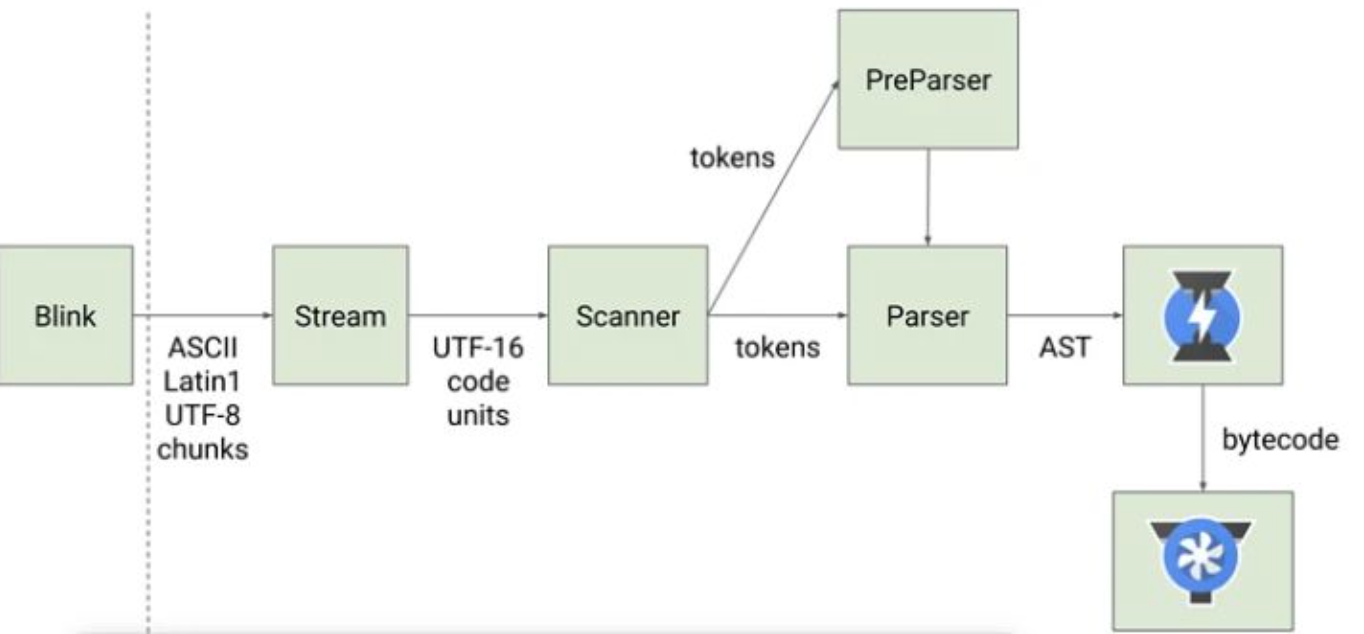 PreParser
tokens
Blink
Stream
Scanner
Parser
ASCII
Latin1
UTF-8
chunks
UTF-16
code
units
tokens
AST
bytecode